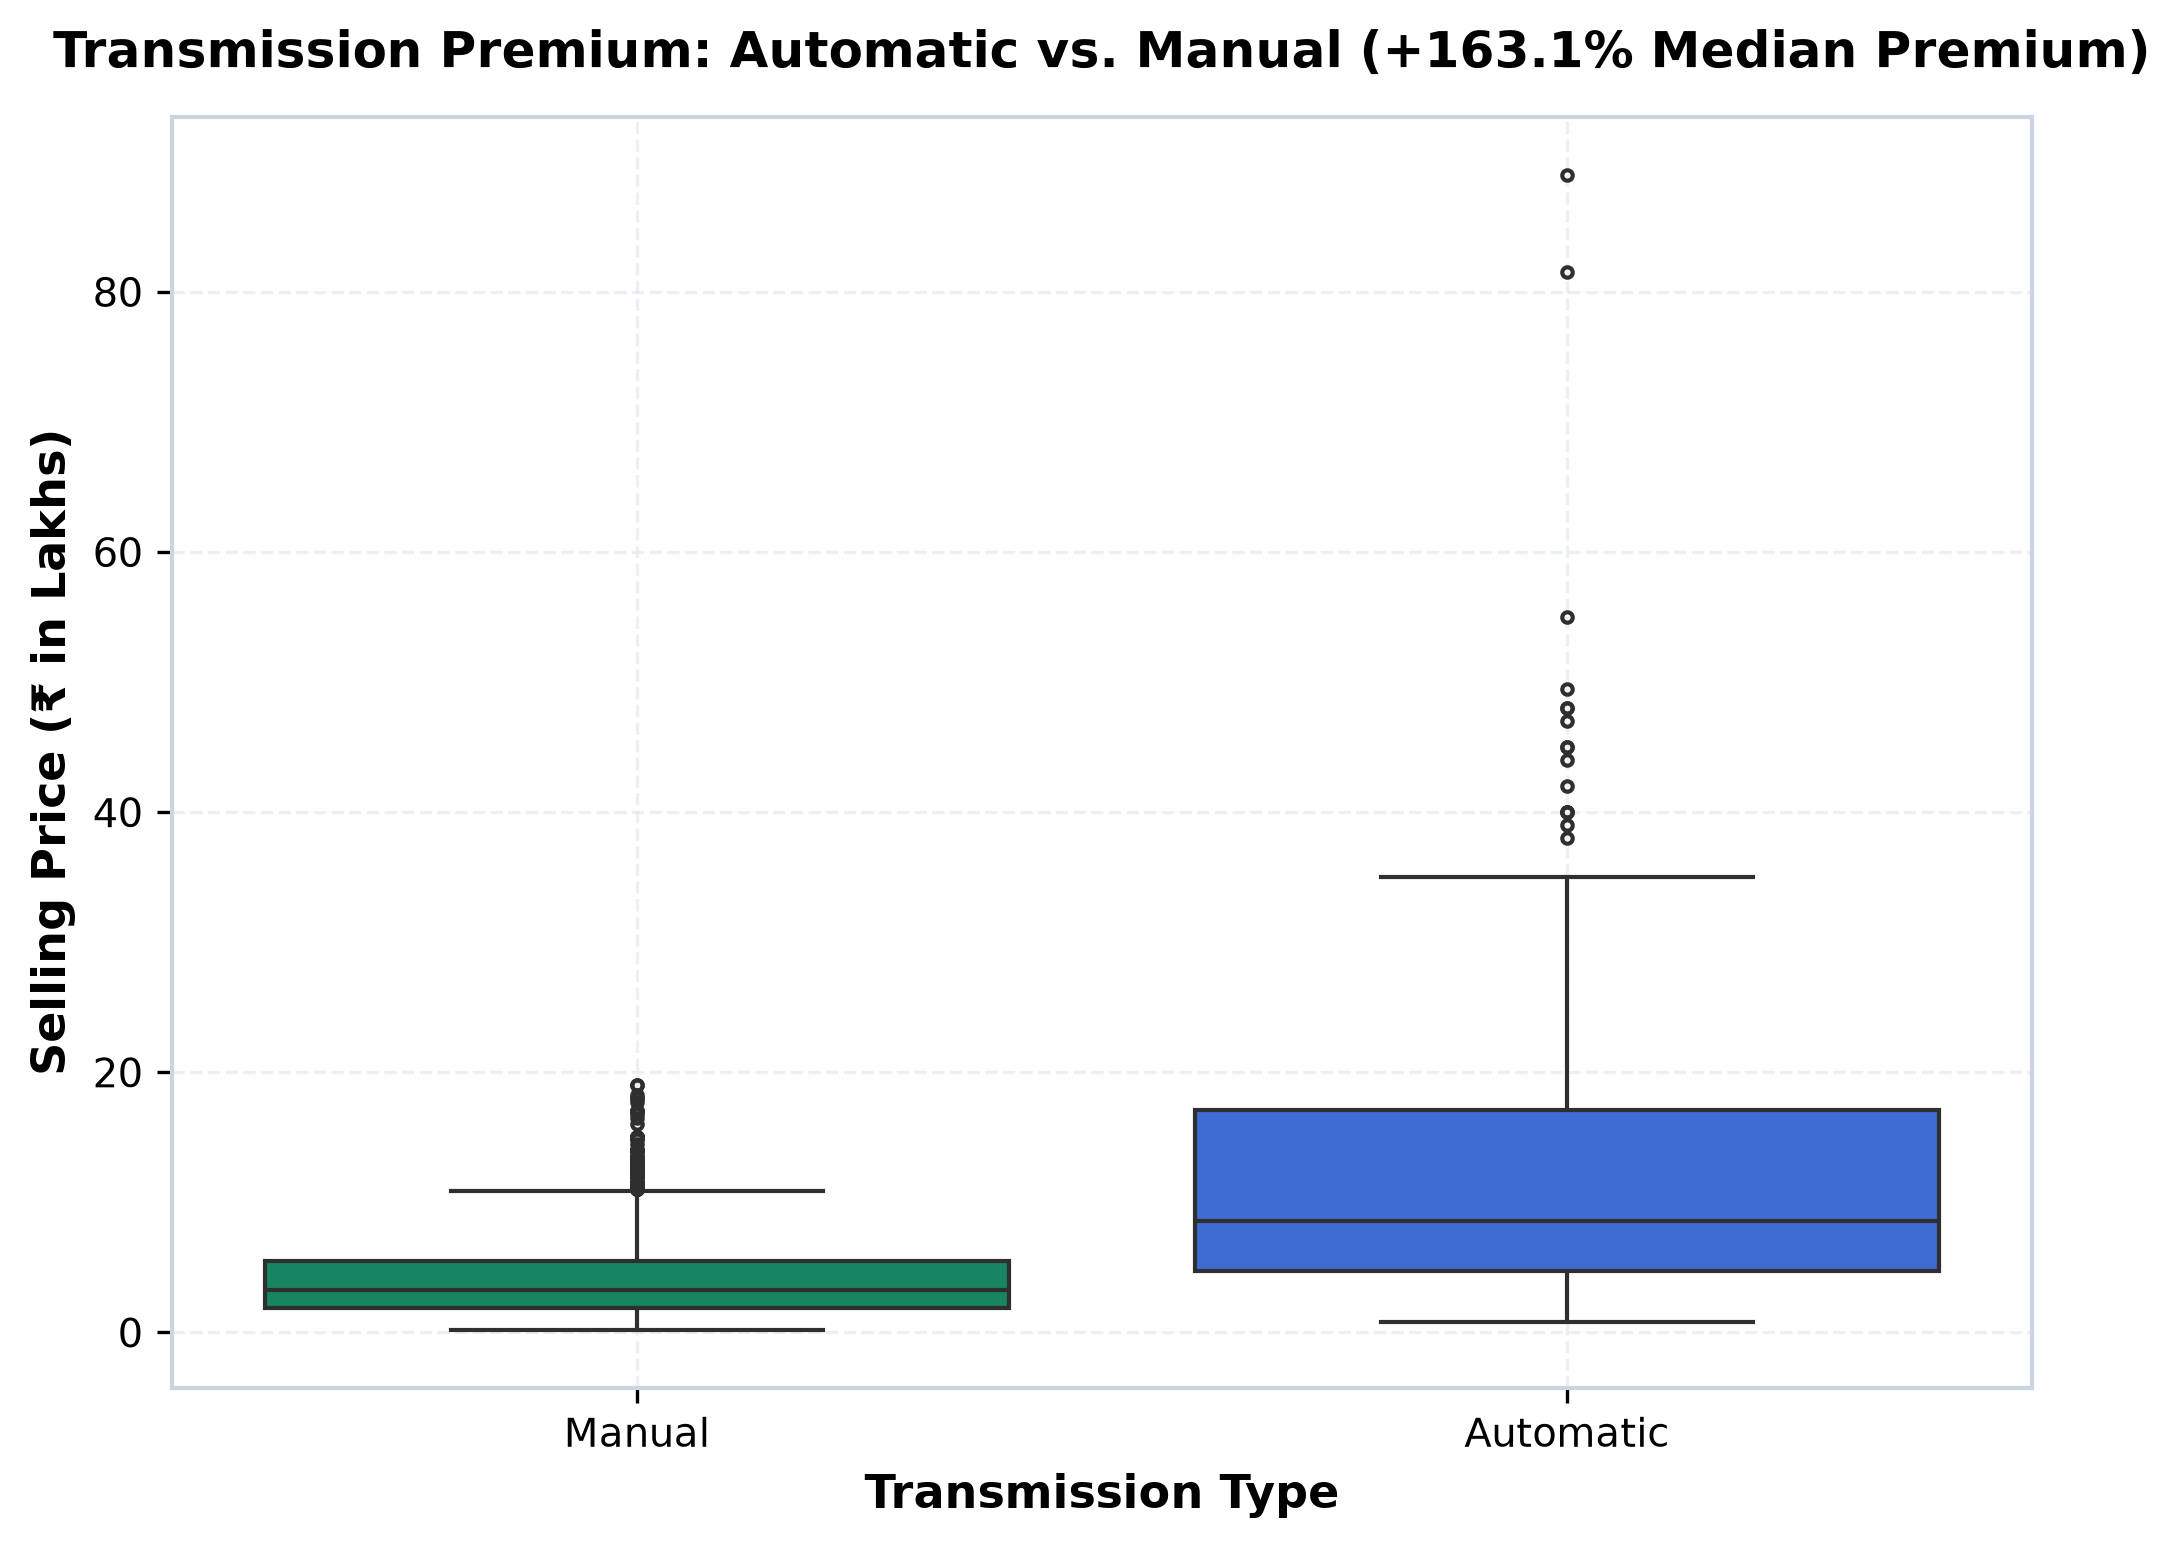 Transmission Premium: Automatic vs. Manual (+163.1% Median Premium)
Selling Price (₹ in Lakhs)
80
60
40
20
0
Manual
Automatic
Transmission Type